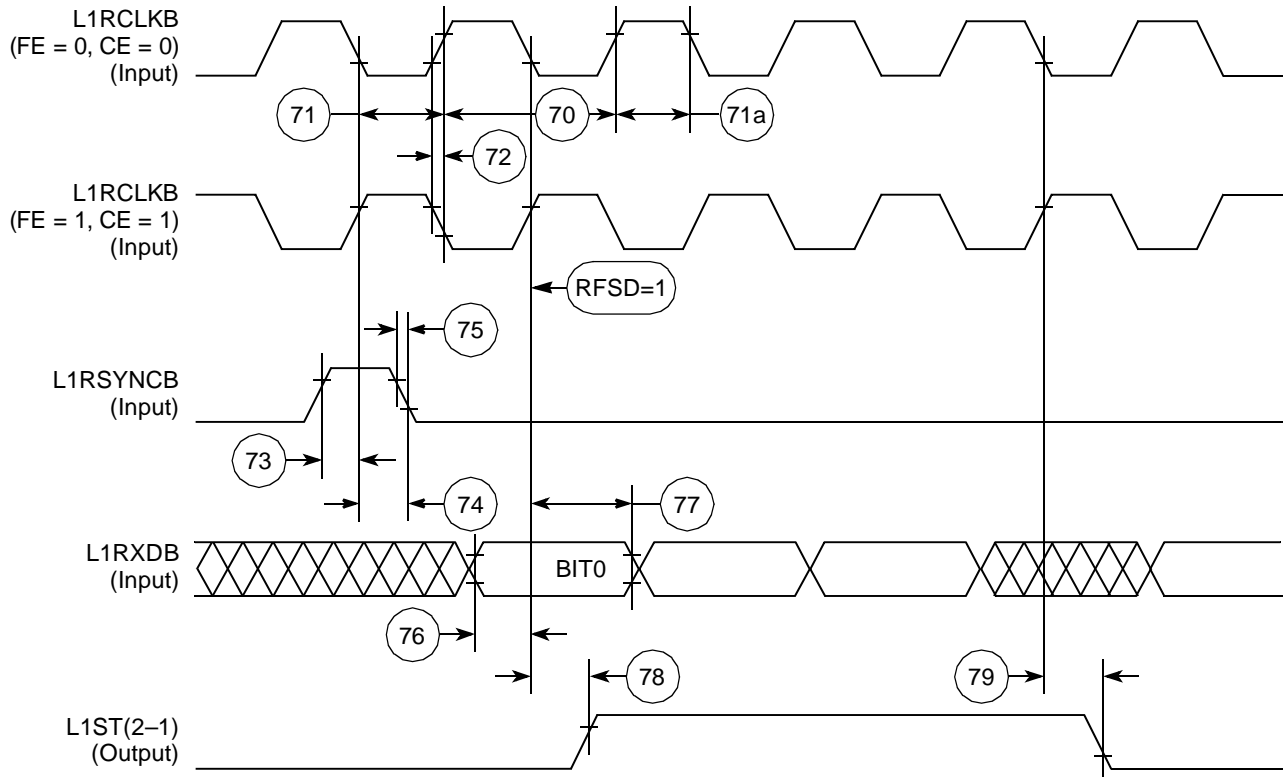 L1RCLKB
(FE = 0, CE = 0)
(Input)
71
70
71a
72
L1RCLKB
(FE = 1, CE = 1)
(Input)
RFSD=1
75
L1RSYNCB
(Input)
73
74
77
L1RXDB
(Input)
BIT0
76
78
79
L1ST(2–1)
(Output)